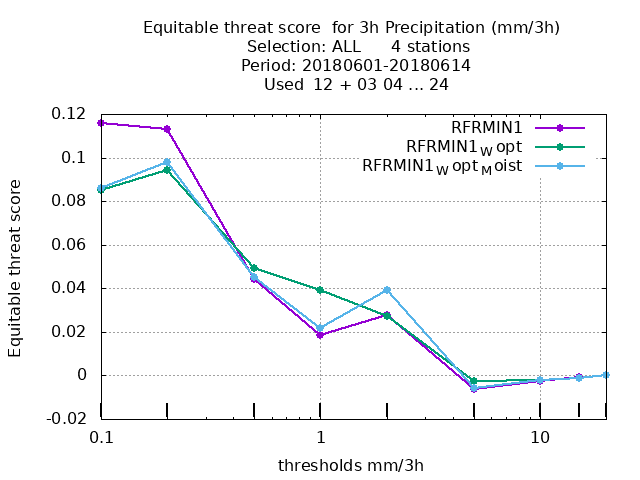 Equitable threat score  for 3h Precipitation (mm/3h)
Selection: ALL      4 stations
Period: 20180601-20180614
Used  12 + 03 04 ... 24
RFRMIN1
RFRMIN1_W opt
RFRMIN1_W opt_M oist
0.12
0.1
0.08
0.06
0.04
0.02
0
-0.02
Equitable threat score
0.1
1
10
thresholds mm/3h